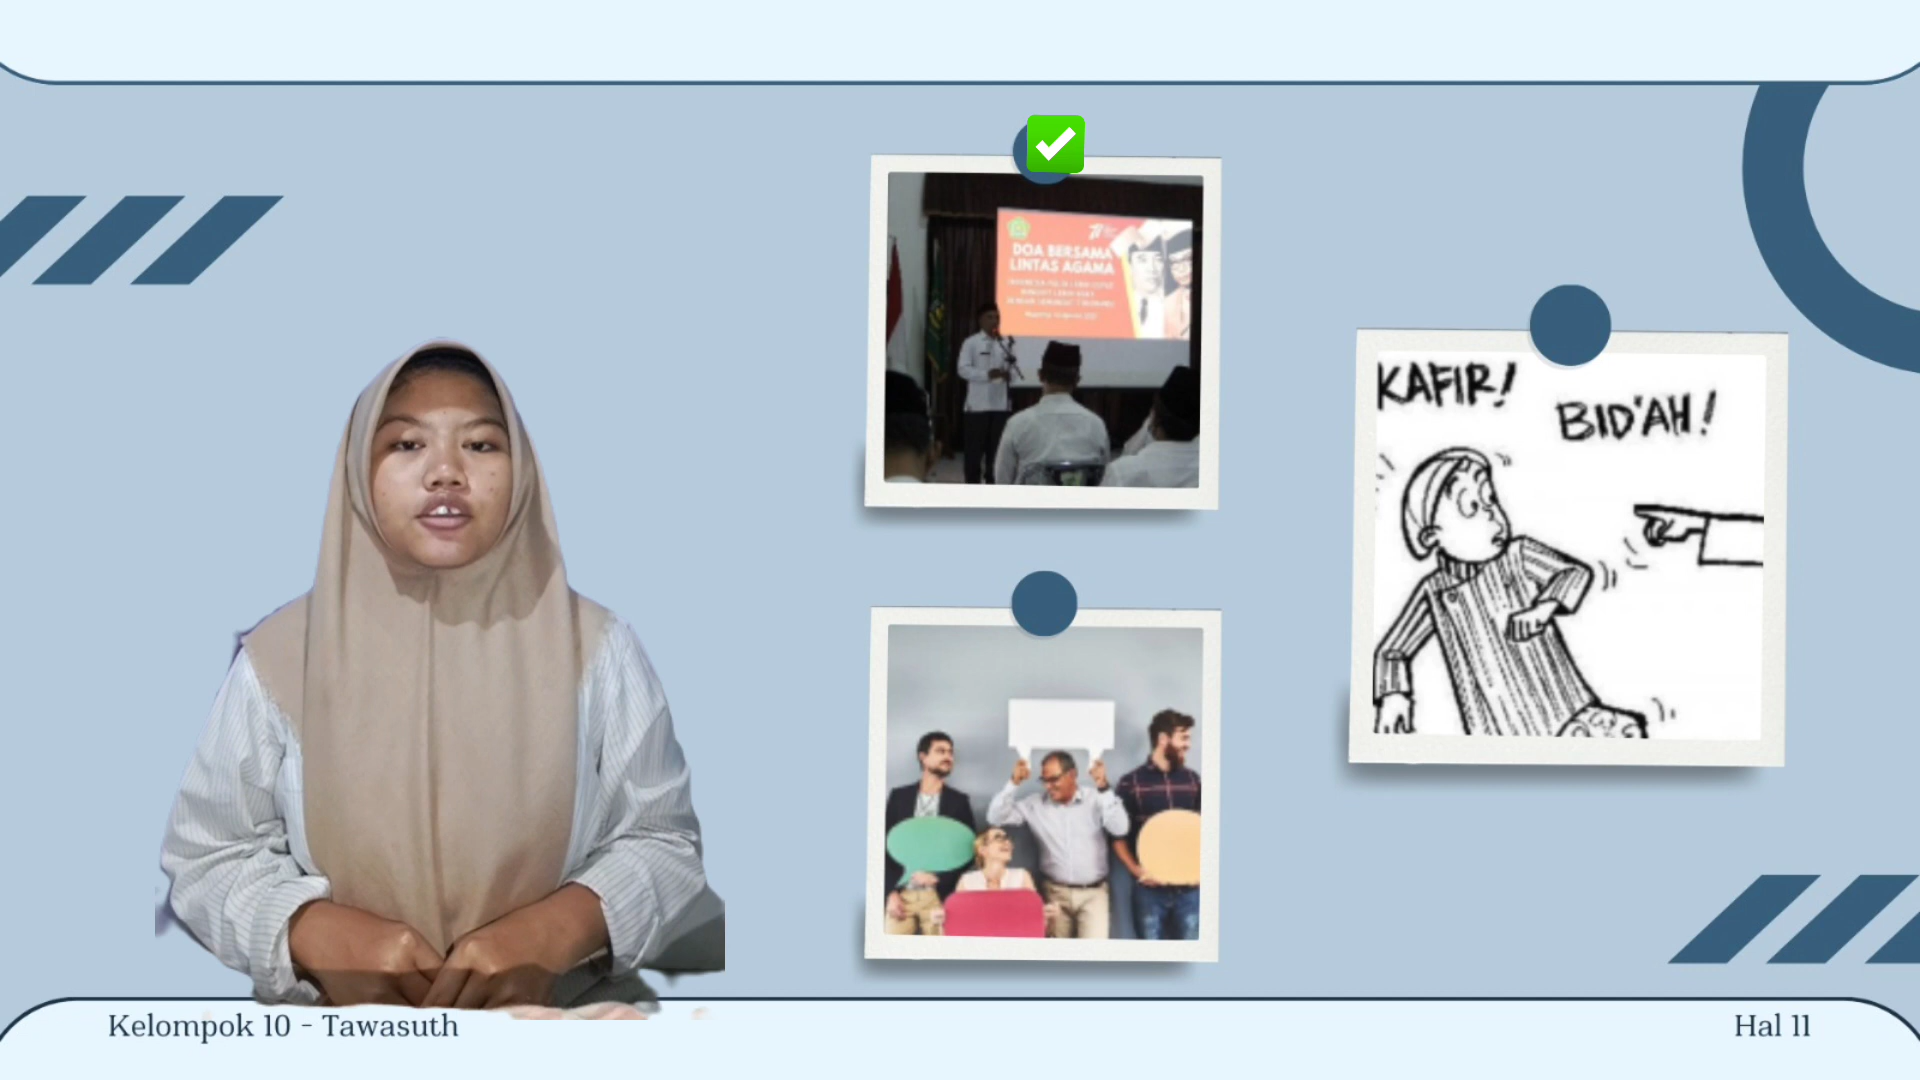 DOA BERSAMA
LINTAS AGAMA
KAFIR!
BID'AH!
Kelompok 10 - Tawasuth
Hal 11